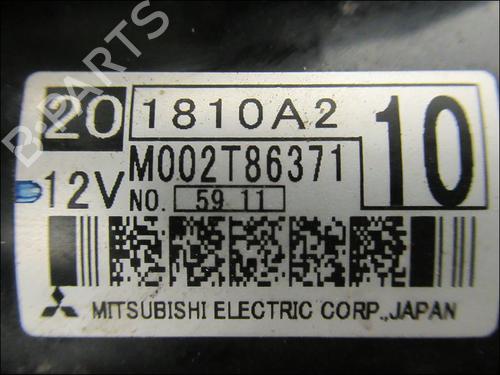 20 1810A2 10
M002T86371
12V NO. 59 11
MITSUBISHI ELECTRIC CORP., JAPAN
B-PARTS